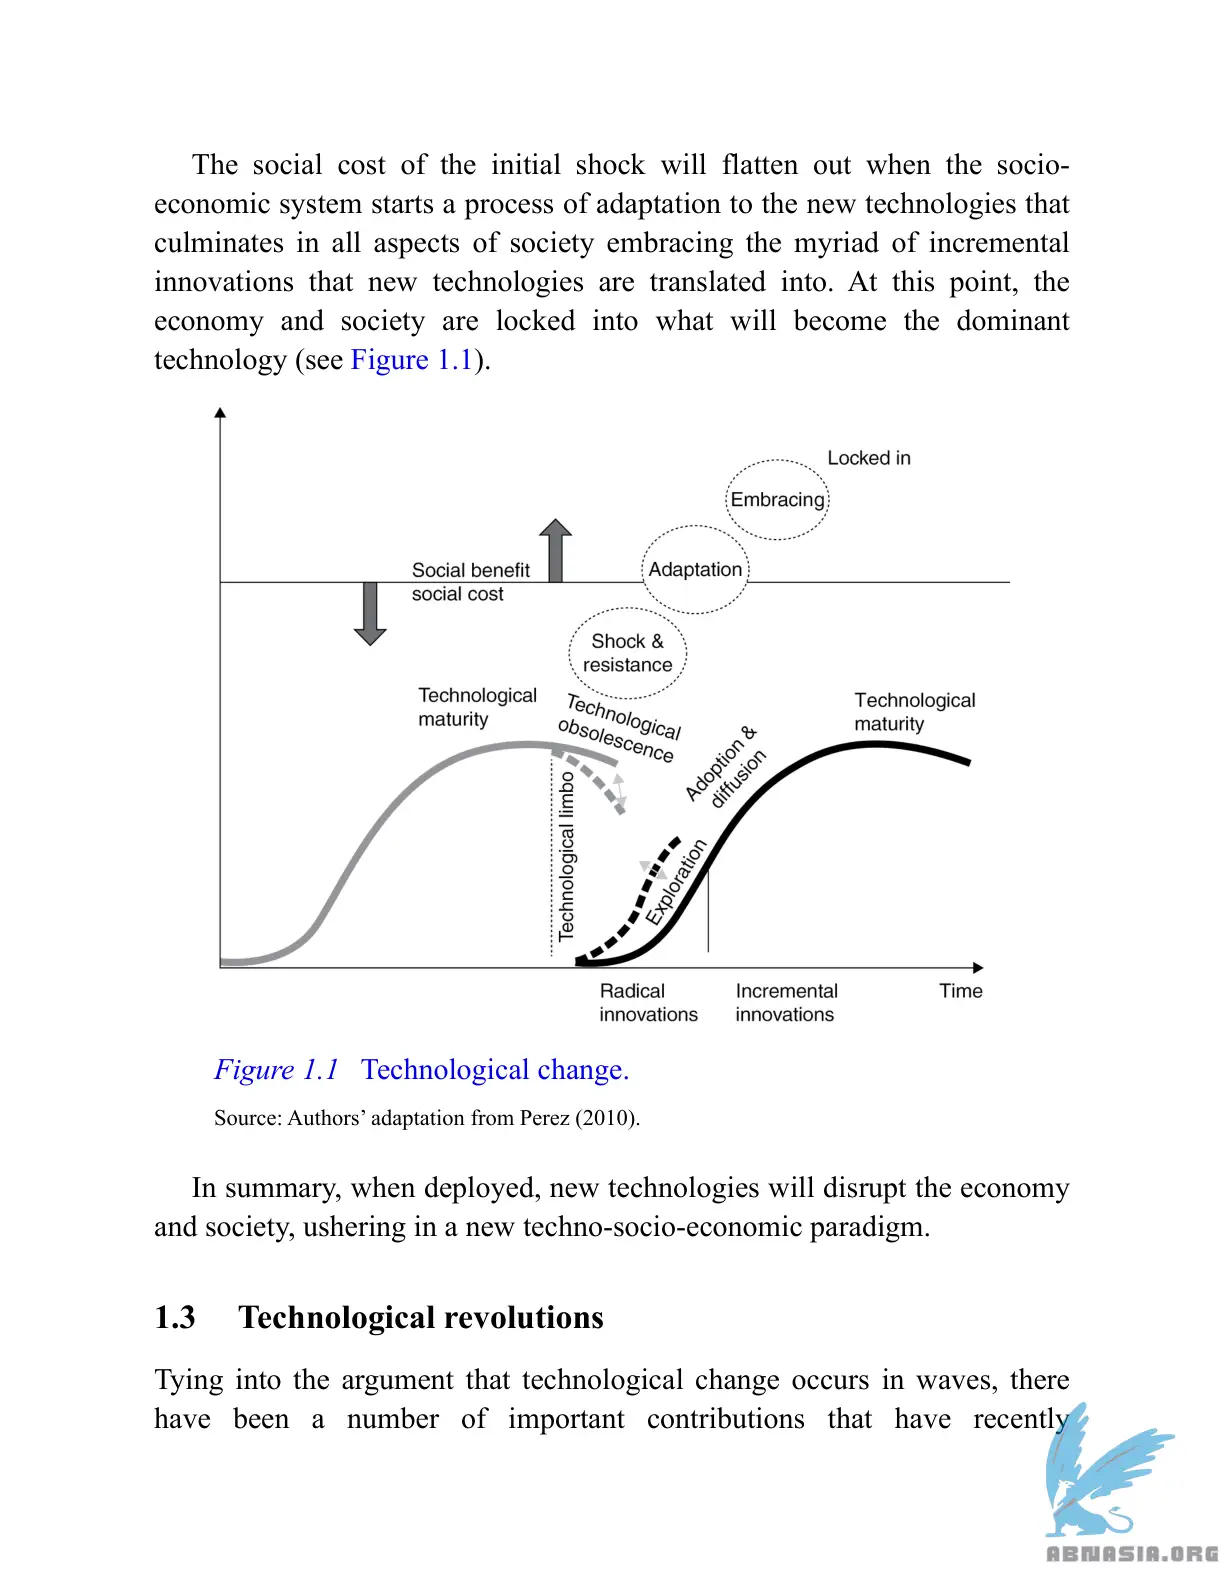 The social cost of the initial shock will flatten out when the socio-
economic system starts a process of adaptation to the new technologies that
culminates in all aspects of society embracing the myriad of incremental
innovations that new technologies are translated into. At this point, the
economy and society are locked into what will become the dominant
technology (see Figure 1.1).
Locked in
Embracing
Social benefit
social cost
Adaptation
Shock &
resistance
Technological
maturity
Technological
obsolescence
Adoption &
diffusion
Technological
maturity
Technological limbo
Exploration
Radical
innovations
Incremental
innovations
Time
Figure 1.1 Technological change.
Source: Authors’ adaptation from Perez (2010).
In summary, when deployed, new technologies will disrupt the economy
and society, ushering in a new techno-socio-economic paradigm.
1.3 Technological revolutions
Tying into the argument that technological change occurs in waves, there
have been a number of important contributions that have recently
ABNASIA.ORG